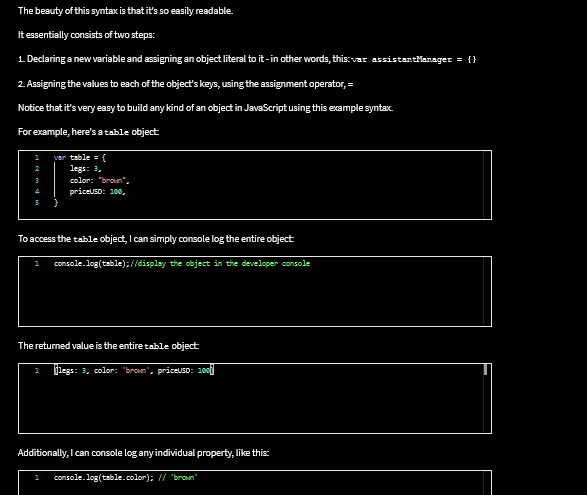 The beauty of this syntax is that it's so easily readable.
It essentially consists of two steps:
1. Declaring a new variable and assigning an object literal to it - in other words, this: var assistantManager = {}
2. Assigning the values to each of the object's keys, using the assignment operator, =
Notice that it's very easy to build any kind of an object in JavaScript using this example syntax.
For example, here's a table object:
1 var table = {
2 legs: 3,
3 color: "brown",
4 priceUSD: 100,
5 }
To access the table object, I can simply console log the entire object:
1 console.log(table);//display the object in the developer console
The returned value is the entire table object:
1 {legs: 3, color: 'brown', priceUSD: 100}
Additionally, I can console log any individual property, like this:
1 console.log(table.color); // 'brown'